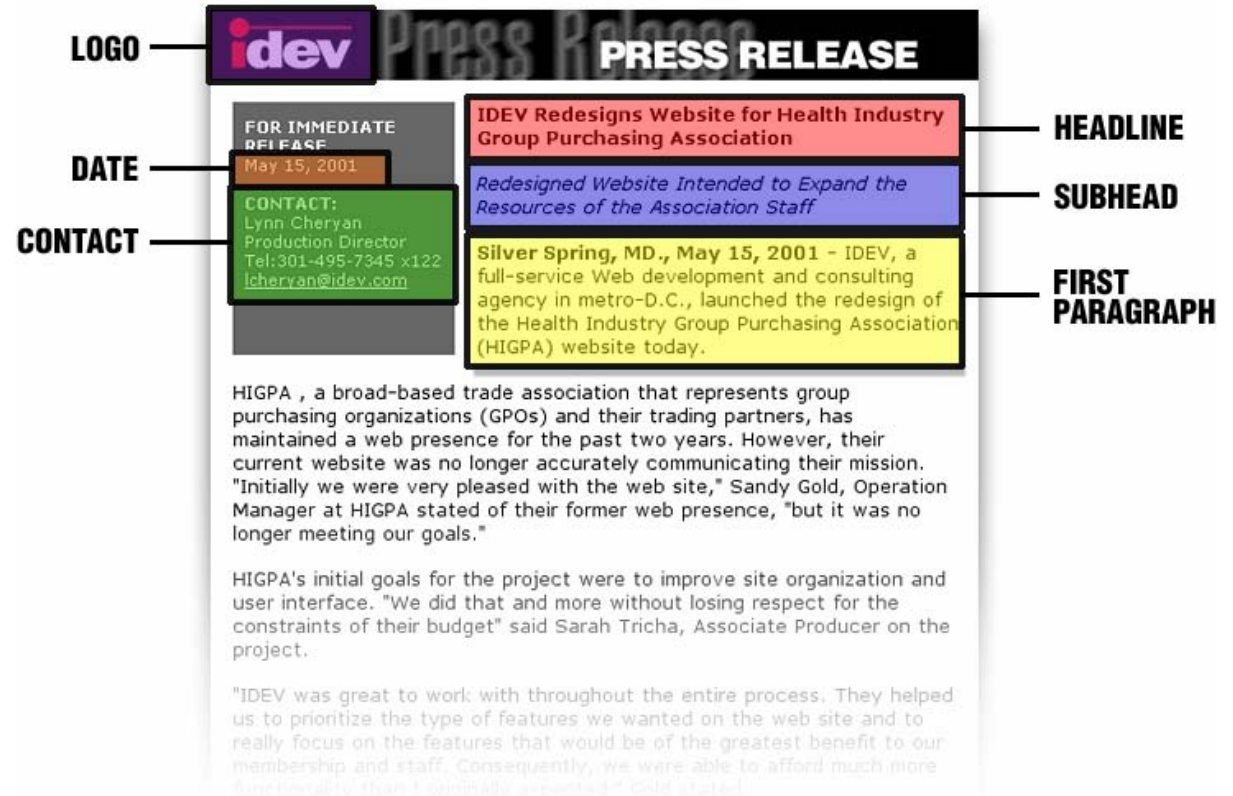 LOGO
idev
Press Release
PRESS RELEASE
FOR IMMEDIATE
RELEASE
DATE
May 15, 2001
CONTACT
CONTACT:
Lynn Cheryan
Production Director
Tel:301-495-7345 x122
lcheryan@idev.com
IDEV Redesigns Website for Health Industry
Group Purchasing Association
HEADLINE
Redesigned Website Intended to Expand the
Resources of the Association Staff
SUBHEAD
Silver Spring, MD., May 15, 2001 - IDEV, a
full-service Web development and consulting
agency in metro-D.C., launched the redesign of
the Health Industry Group Purchasing Association
(HIGPA) website today.
FIRST
PARAGRAPH
HIGPA , a broad-based trade association that represents group
purchasing organizations (GPOs) and their trading partners, has
maintained a web presence for the past two years. However, their
current website was no longer accurately communicating their mission.
"Initially we were very pleased with the web site," Sandy Gold, Operation
Manager at HIGPA stated of their former web presence, "but it was no
longer meeting our goals."
HIGPA's initial goals for the project were to improve site organization and
user interface. "We did that and more without losing respect for the
constraints of their budget" said Sarah Tricha, Associate Producer on the
project.
"IDEV was great to work with throughout the entire process. They helped
us to prioritize the type of features we wanted on the web site and to
really focus on the features that would be of the greatest benefit to our
membership and staff. Consequently, we were able to afford much more
functionality than I originally expected," Gold stated.